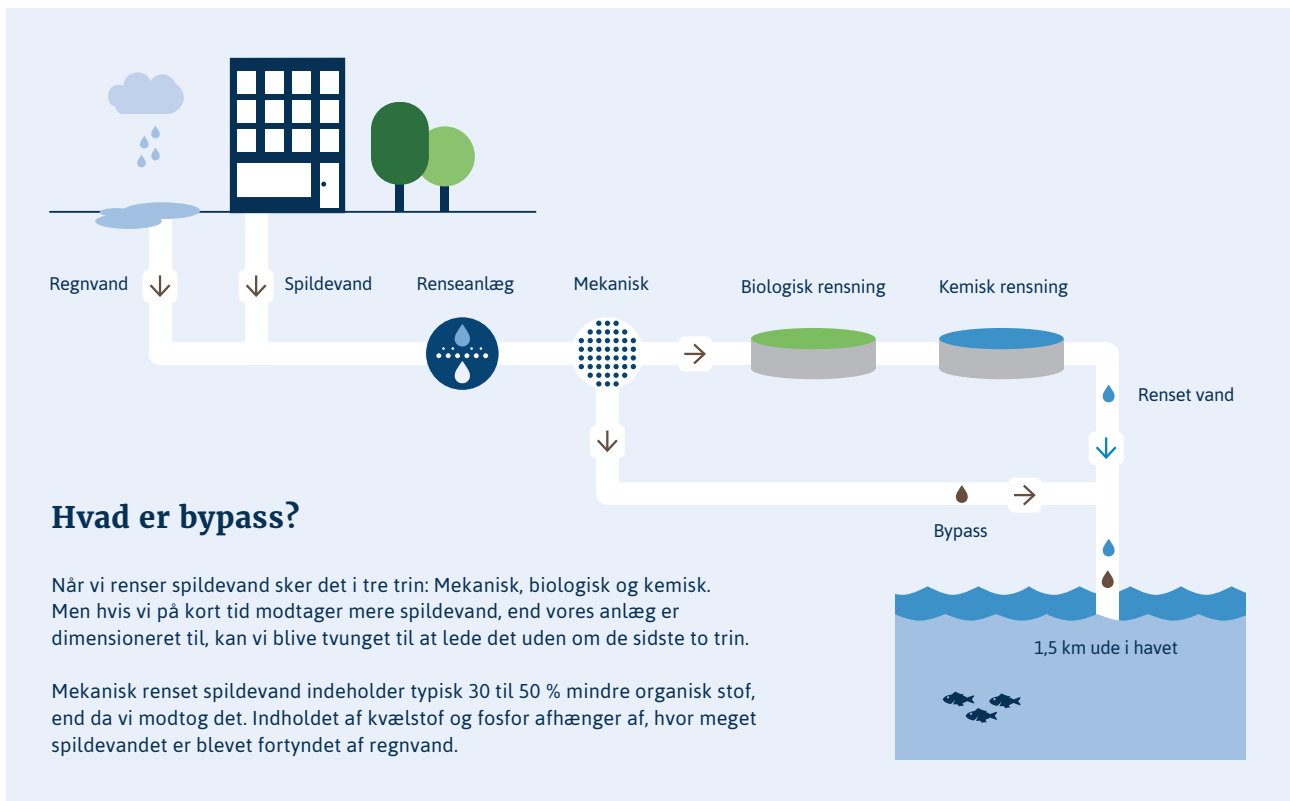 Regnvand
Spildevand
Renseanlæg
Mekanisk
Biologisk rensning
Kemisk rensning
Renset vand
Bypass
1,5 km ude i havet
Hvad er bypass?
Når vi renser spildevand sker det i tre trin: Mekanisk, biologisk og kemisk.
Men hvis vi på kort tid modtager mere spildevand, end vores anlæg er
dimensioneret til, kan vi blive tvunget til at lede det uden om de sidste to trin.
Mekanisk renset spildevand indeholder typisk 30 til 50 % mindre organisk stof,
end da vi modtog det. Indholdet af kvælstof og fosfor afhænger af, hvor meget
spildevandet er blevet fortyndet af regnvand.